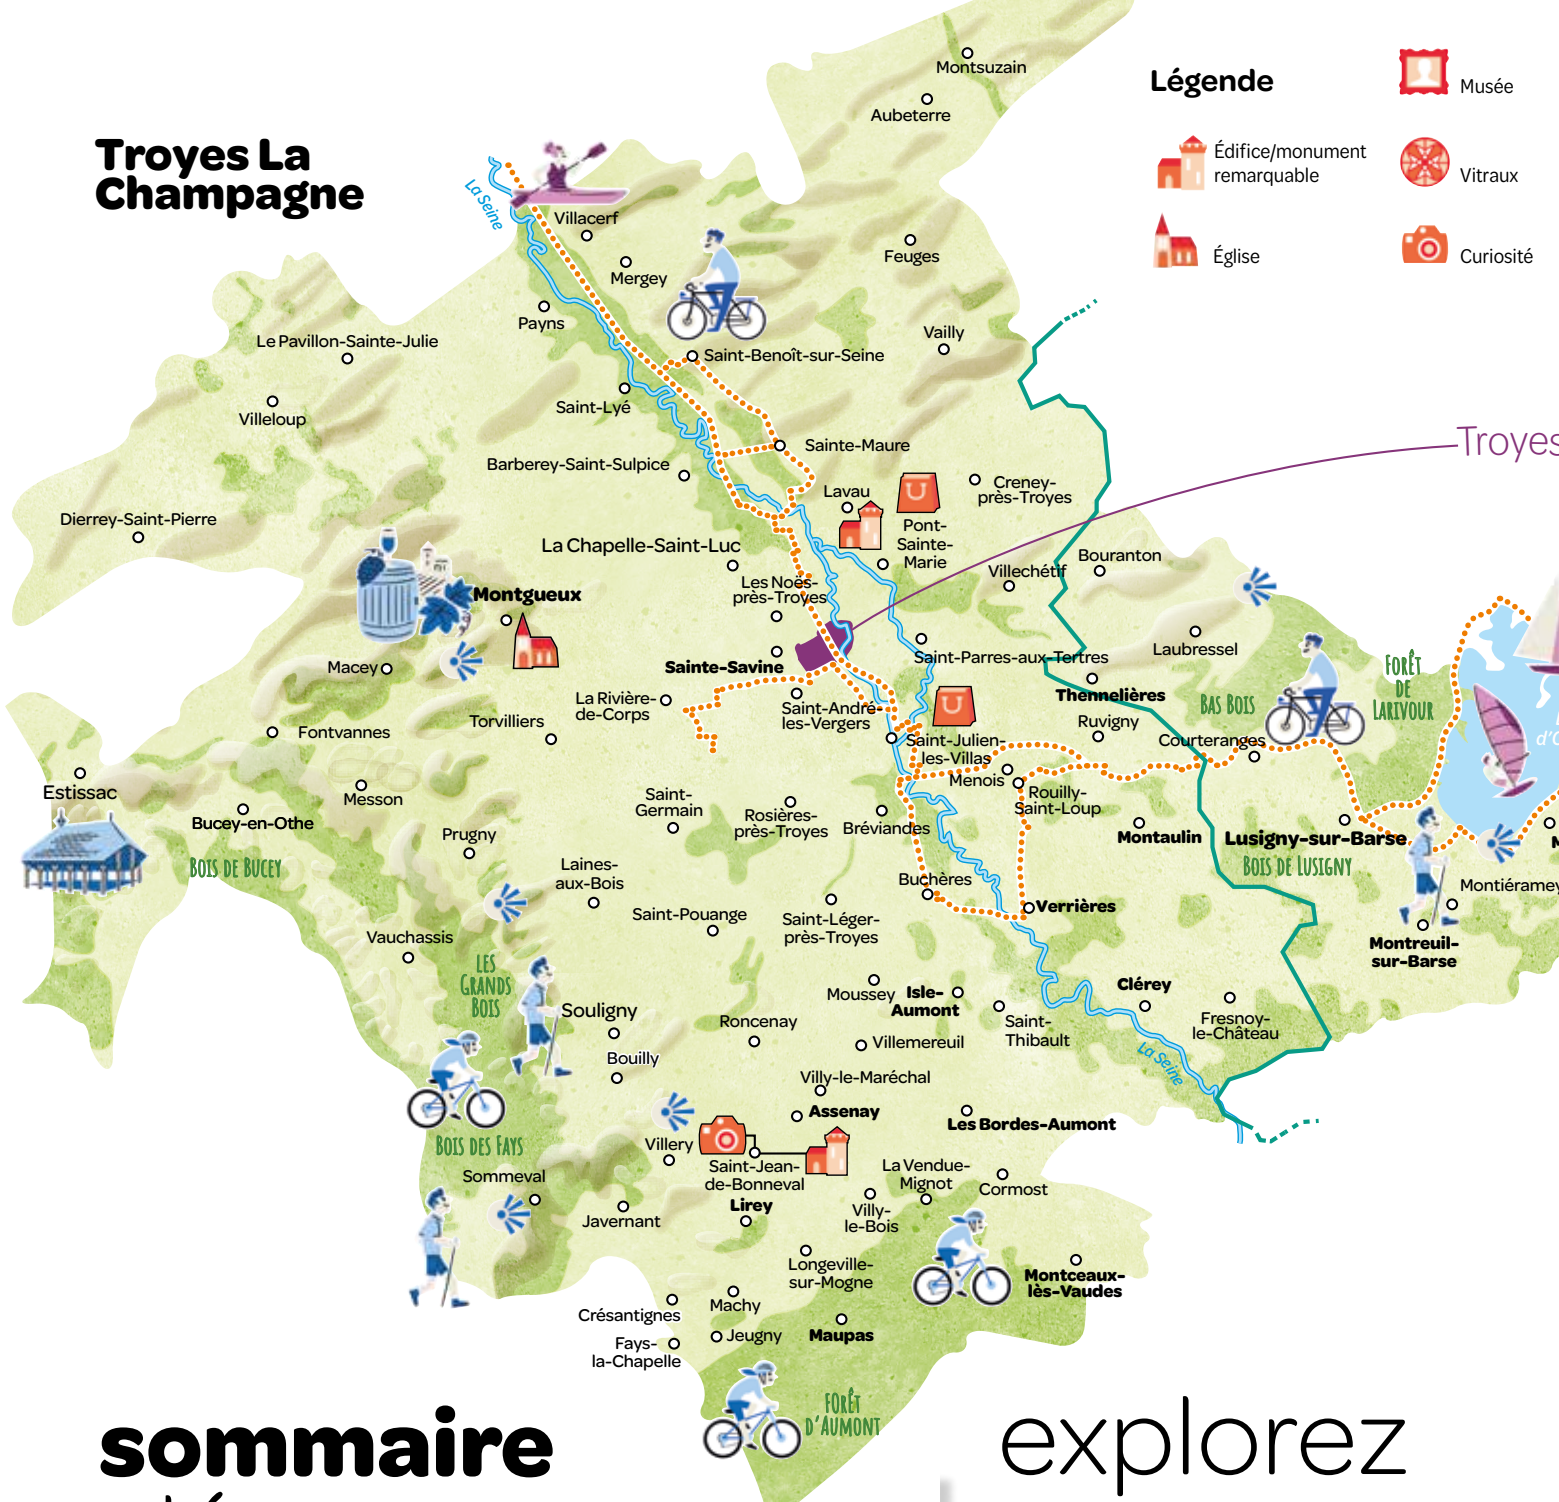 Troyes La
Champagne
Légende
Musée
Édifice/monument
remarquable
Vitraux
Église
Curiosité
Montsuzain
Aubeterre
La Seine
Villacerf
Mergey
Feuges
Payns
Vailly
Le Pavillon-Sainte-Julie
Saint-Benoît-sur-Seine
Villeloup
Saint-Lyé
Troyes
Sainte-Maure
Barberey-Saint-Sulpice
Lavau
Creney-
près-Troyes
Dierrey-Saint-Pierre
Pont-
Sainte-
Marie
La Chapelle-Saint-Luc
Bouranton
Villechétif
Les Noës-
près-Troyes
Montgueux
Laubressel
Macey
Sainte-Savine
Saint-Parres-aux-Tertres
Forêt
de
Larivour
Thennelières
Bas Bois
La Rivière-
de-Corps
Saint-André-
les-Vergers
Torvilliers
Ruvigny
Fontvannes
Courteranges
d'O
Saint-Julien-
les-Villas
Menois
Estissac
Messon
Rouilly-
Saint-Loup
Saint-
Germain
Rosières-
près-Troyes
Bréviandes
Bucey-en-Othe
Prugny
Montaulin
Lusigny-sur-Barse
M
Bois de Bucey
Bois de Lusigny
Laines-
aux-Bois
Buchères
Montiéramey
Verrières
Saint-Pouange
Saint-Léger-
près-Troyes
Vauchassis
Montreuil-
sur-Barse
Les
Grands
Bois
Moussey
Isle-
Aumont
Clérey
Souligny
Roncenay
Saint-
Thibault
Fresnoy-
le-Château
Villemereuil
Bouilly
La Seine
Villy-le-Maréchal
Assenay
Les Bordes-Aumont
Bois des Fays
Villery
Saint-Jean-
de-Bonneval
La Vendue-
Mignot
Sommeval
Cormost
Lirey
Villy-
le-Bois
Javernant
Longeville-
sur-Mogne
Montceaux-
lès-Vaudes
Crésantignes
Machy
Jeugny
Maupas
Fays-
la-Chapelle
Forêt
d'Aumont
sommaire
explorez